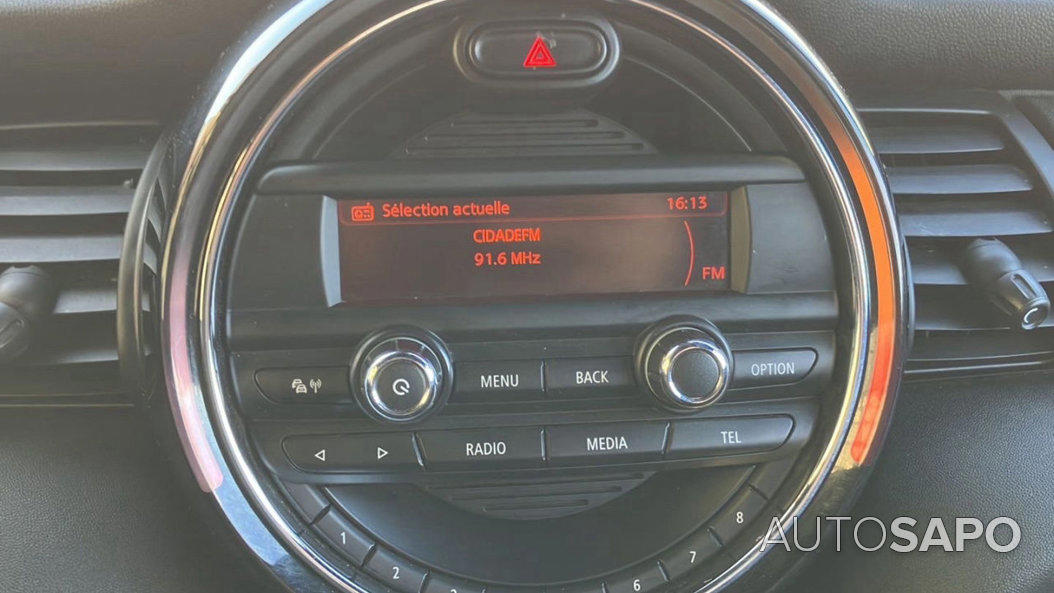 Sélection actuelle 16:13
CIDADEFM
91.6 MHz
FM
MENU BACK OPTION
RADIO MEDIA TEL
1 2 6 7 8
AUTOSAPO